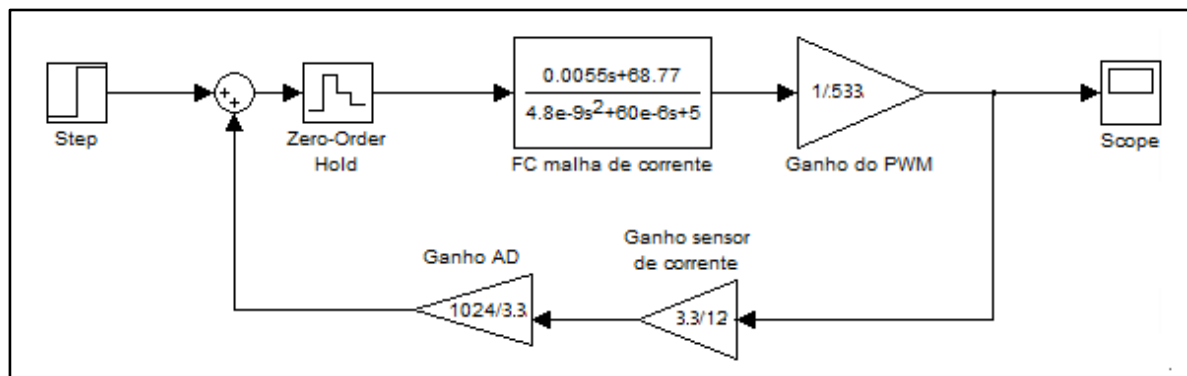 0.0055s+68.77
4.8e-9s2+60e-6s+5
1/.533.
+
+
Step
Zero-Order
Hold
FC malha de corrente
Ganho do PWM
Scope
Ganho AD
Ganho sensor
de corrente
1024/3.3.
3.3/12